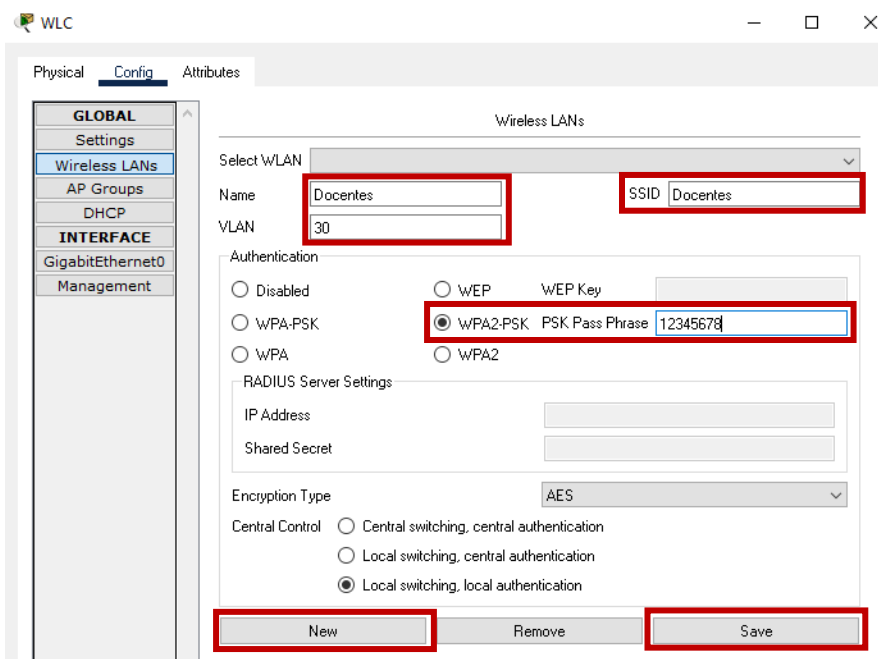 WLC
Physical Config Attributes
GLOBAL
Settings
Wireless LANs
AP Groups
DHCP
INTERFACE
GigabitEthernet0
Management
Wireless LANs
Select WLAN
Name Docentes SSID Docentes
VLAN 30
Authentication
Disabled WEP WEP Key
WPA-PSK WPA2-PSK PSK Pass Phrase 12345678
WPA WPA2
RADIUS Server Settings
IP Address
Shared Secret
Encryption Type AES
Central Control Central switching, central authentication
Local switching, central authentication
Local switching, local authentication
New Remove Save